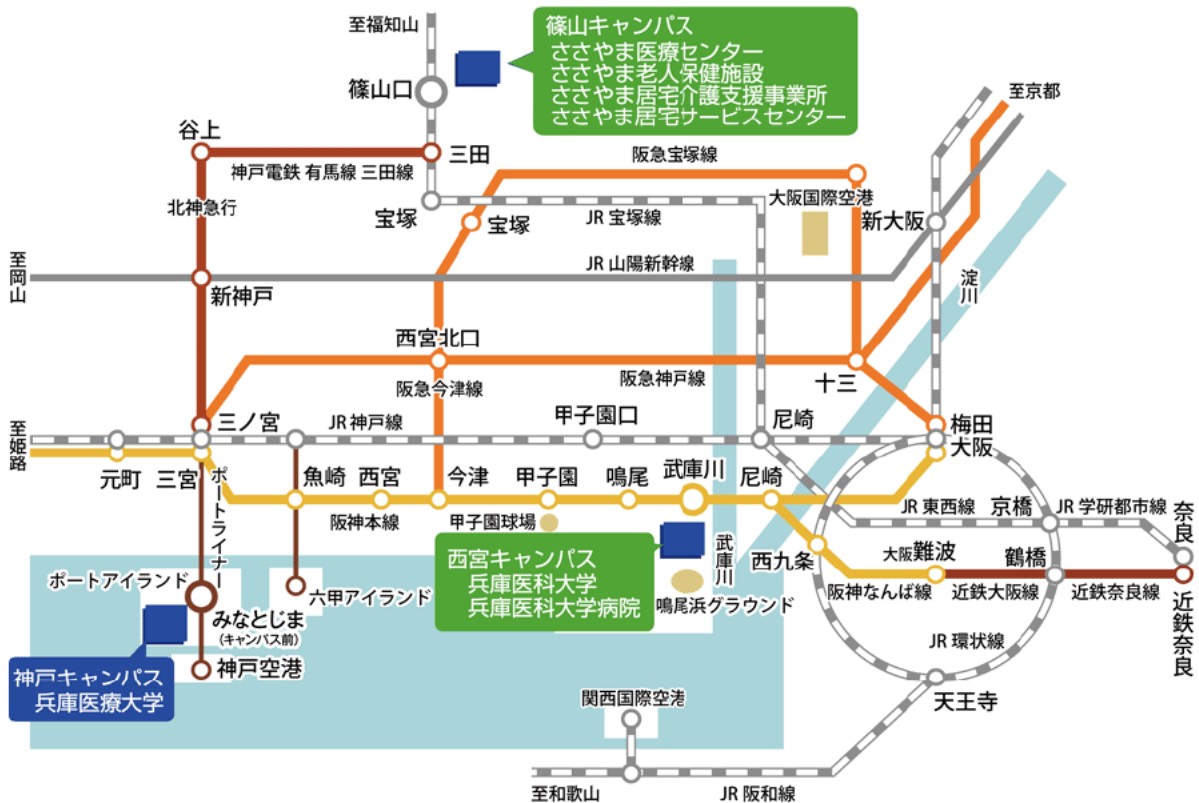 至福知山
篠山口
篠山キャンパス
ささやま医療センター
ささやま老人保健施設
ささやま居宅介護支援事業所
ささやま居宅サービスセンター
至京都
谷上
三田
神戸電鉄 有馬線 三田線
阪急宝塚線
北神急行
宝塚
宝塚
JR 宝塚線
大阪国際空港
新大阪
至岡山
新神戸
JR 山陽新幹線
淀川
西宮北口
阪急今津線
阪急神戸線
十三
至姫路
三ノ宮
JR 神戸線
甲子園口
尼崎
梅田
大阪
元町
三宮
ポートライナー
魚崎
西宮
今津
甲子園
鳴尾
武庫川
尼崎
阪神本線
甲子園球場
JR 東西線
京橋
JR 学研都市線
奈良
西宮キャンパス
兵庫医科大学
兵庫医科大学病院
武庫川
鳴尾浜グラウンド
西九条
大阪難波
鶴橋
阪神なんば線
近鉄大阪線
近鉄奈良線
近鉄奈良
ポートアイランド
みなとじま
(キャンパス前)
六甲アイランド
神戸空港
神戸キャンパス
兵庫医療大学
JR 環状線
天王寺
関西国際空港
至和歌山
JR 阪和線